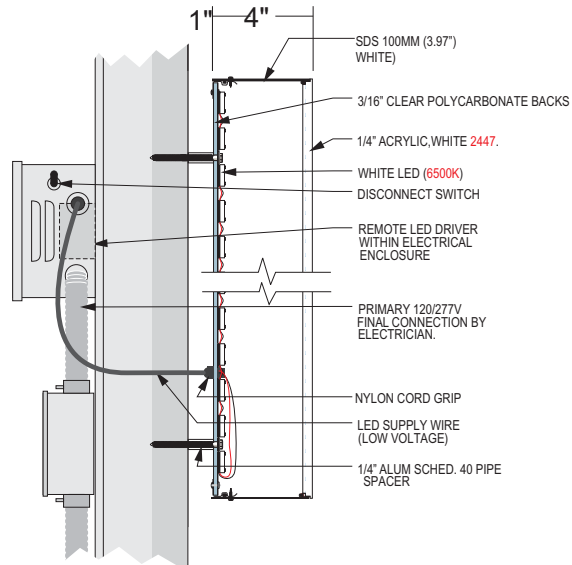 1" 4"
SDS 100MM (3.97")
WHITE)
3/16" CLEAR POLYCARBONATE BACKS
1/4" ACRYLIC,WHITE 2447.
WHITE LED (6500K)
DISCONNECT SWITCH
REMOTE LED DRIVER
WITHIN ELECTRICAL
ENCLOSURE
PRIMARY 120/277V
FINAL CONNECTION BY
ELECTRICIAN.
NYLON CORD GRIP
LED SUPPLY WIRE
(LOW VOLTAGE)
1/4" ALUM SCHED. 40 PIPE
SPACER